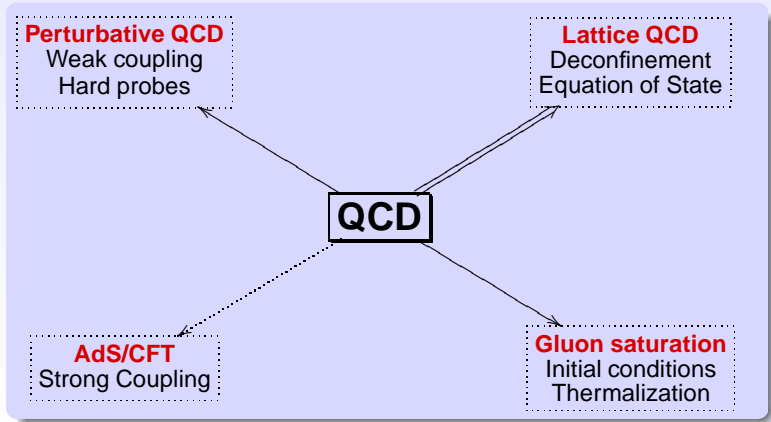 Perturbative QCD
Weak coupling
Hard probes
Lattice QCD
Deconfinement
Equation of State
QCD
AdS/CFT
Strong Coupling
Gluon saturation
Initial conditions
Thermalization